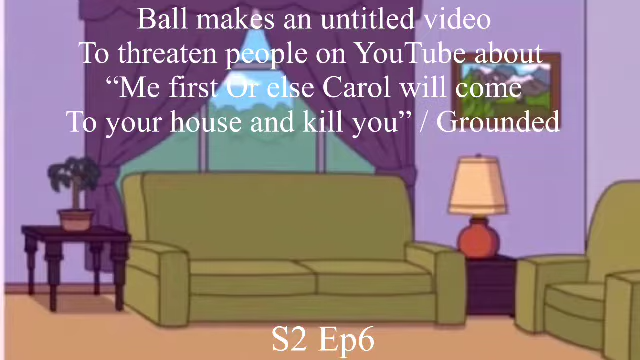 Ball makes an untitled video
To threaten people on YouTube about
“Me first Or else Carol will come
To your house and kill you” / Grounded
S2 Ep6